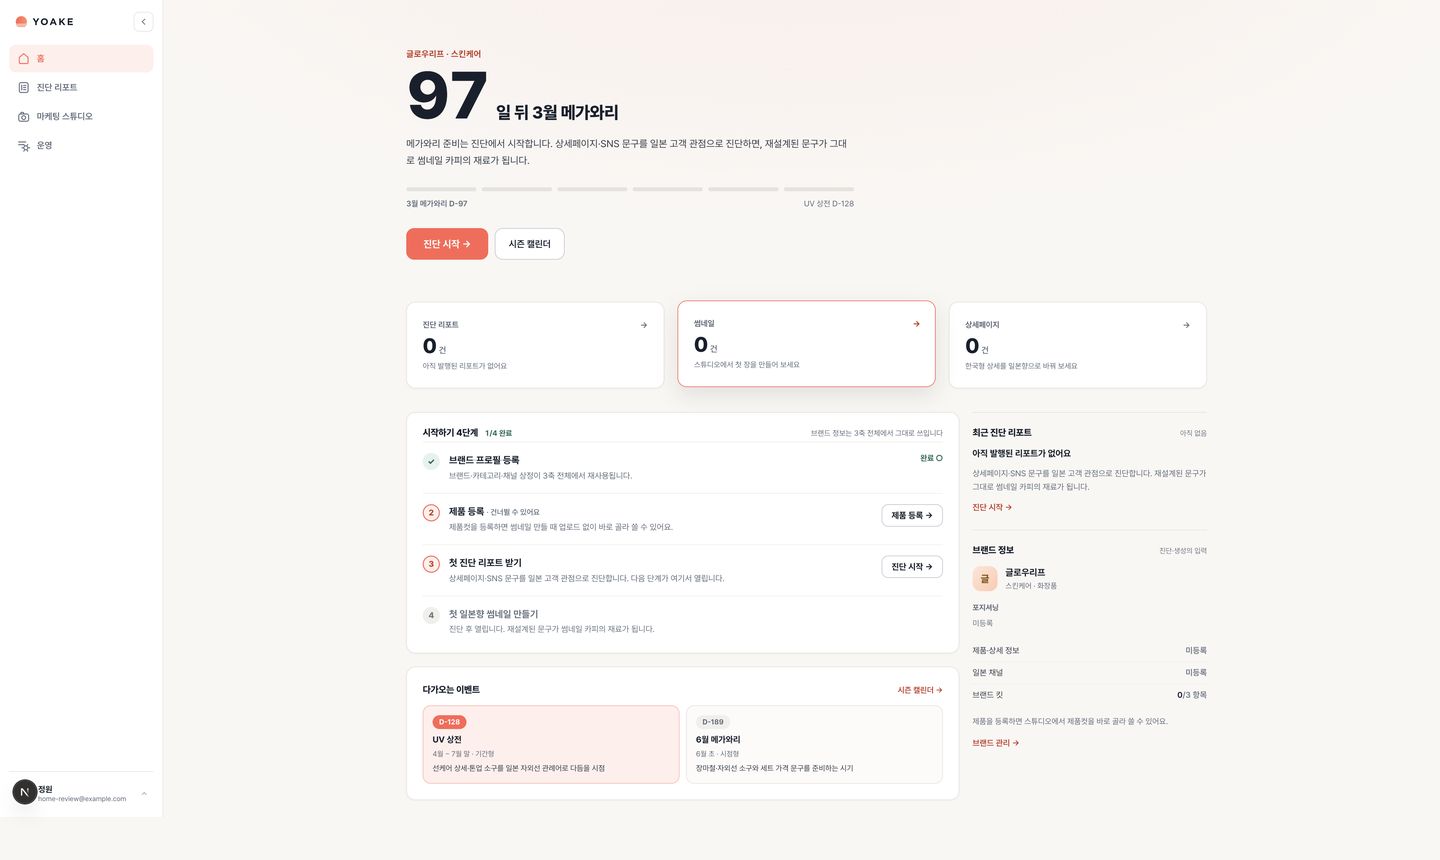 YOAKE
홈
진단 리포트
마케팅 스튜디오
운영
N
정원
home-review@example.com
글로우리프 · 스킨케어
97 일 뒤 3월 메가와리
메가와리 준비는 진단에서 시작합니다. 상세페이지·SNS 문구를 일본 고객 관점으로 진단하면, 재설계된 문구가 그대
로 썸네일 카피의 재료가 됩니다.
3월 메가와리 D-97
UV 상전 D-128
진단 시작 →
시즌 캘린더
진단 리포트 →
0 건
아직 발행된 리포트가 없어요
썸네일 →
0 건
스튜디오에서 첫 장을 만들어 보세요
상세페이지 →
0 건
한국형 상세를 일본향으로 바꿔 보세요
시작하기 4단계 1/4 완료
브랜드 정보는 3축 전체에서 그대로 쓰입니다
브랜드 프로필 등록
완료
브랜드·카테고리·채널 상정이 3축 전체에서 재사용됩니다.
2 제품 등록 · 건너뛸 수 있어요
제품컷을 등록하면 썸네일 만들 때 업로드 없이 바로 골라 쓸 수 있어요.
제품 등록 →
3 첫 진단 리포트 받기
상세페이지·SNS 문구를 일본 고객 관점으로 진단합니다. 다음 단계가 여기서 열립니다.
진단 시작 →
4 첫 일본향 썸네일 만들기
진단 후 열립니다. 재설계된 문구가 썸네일 카피의 재료가 됩니다.
다가오는 이벤트
시즌 캘린더 →
D-128
UV 상전
4월 – 7월 말 · 기간형
선케어 상세·톤업 소구를 일본 자외선 관례어로 다듬을 시점
D-189
6월 메가와리
6월 초 · 시점형
장마철·자외선 소구와 세트 가격 문구를 준비하는 시기
최근 진단 리포트
아직 없음
아직 발행된 리포트가 없어요
상세페이지·SNS 문구를 일본 고객 관점으로 진단합니다. 재설계된 문구가
그대로 썸네일 카피의 재료가 됩니다.
진단 시작 →
브랜드 정보
진단·생성의 입력
글
글로우리프
스킨케어 · 화장품
포지셔닝
미등록
제품·상세 정보 미등록
일본 채널 미등록
브랜드 킷 0/3 항목
제품을 등록하면 스튜디오에서 제품컷을 바로 골라 쓸 수 있어요.
브랜드 관리 →